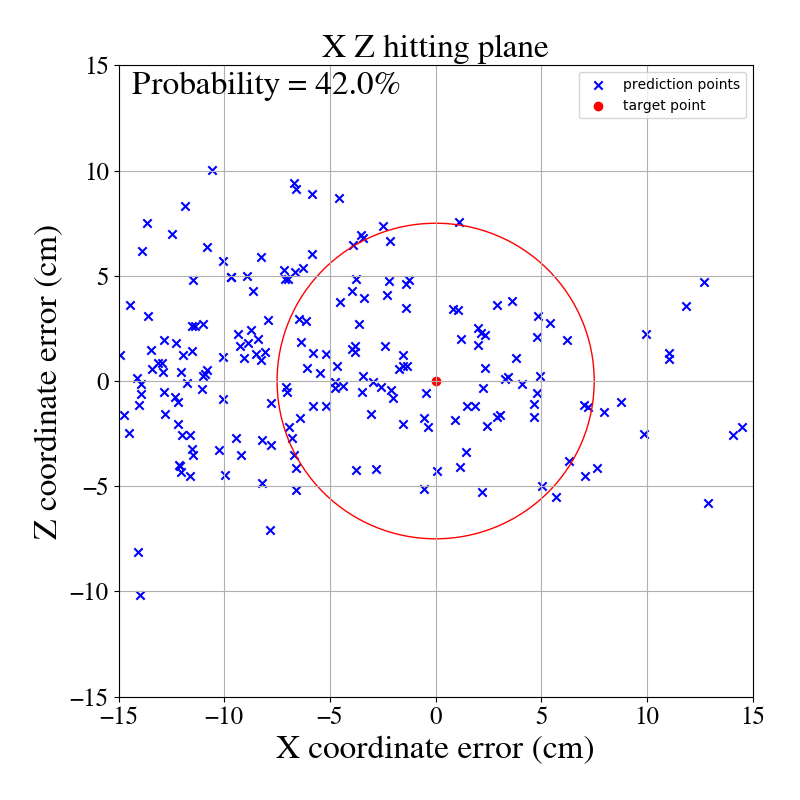 X Z hitting plane
Probability = 42.0%
prediction points
target point
15
10
5
0
−5
−10
−15
Z coordinate error (cm)
−15 −10 −5 0 5 10 15
X coordinate error (cm)